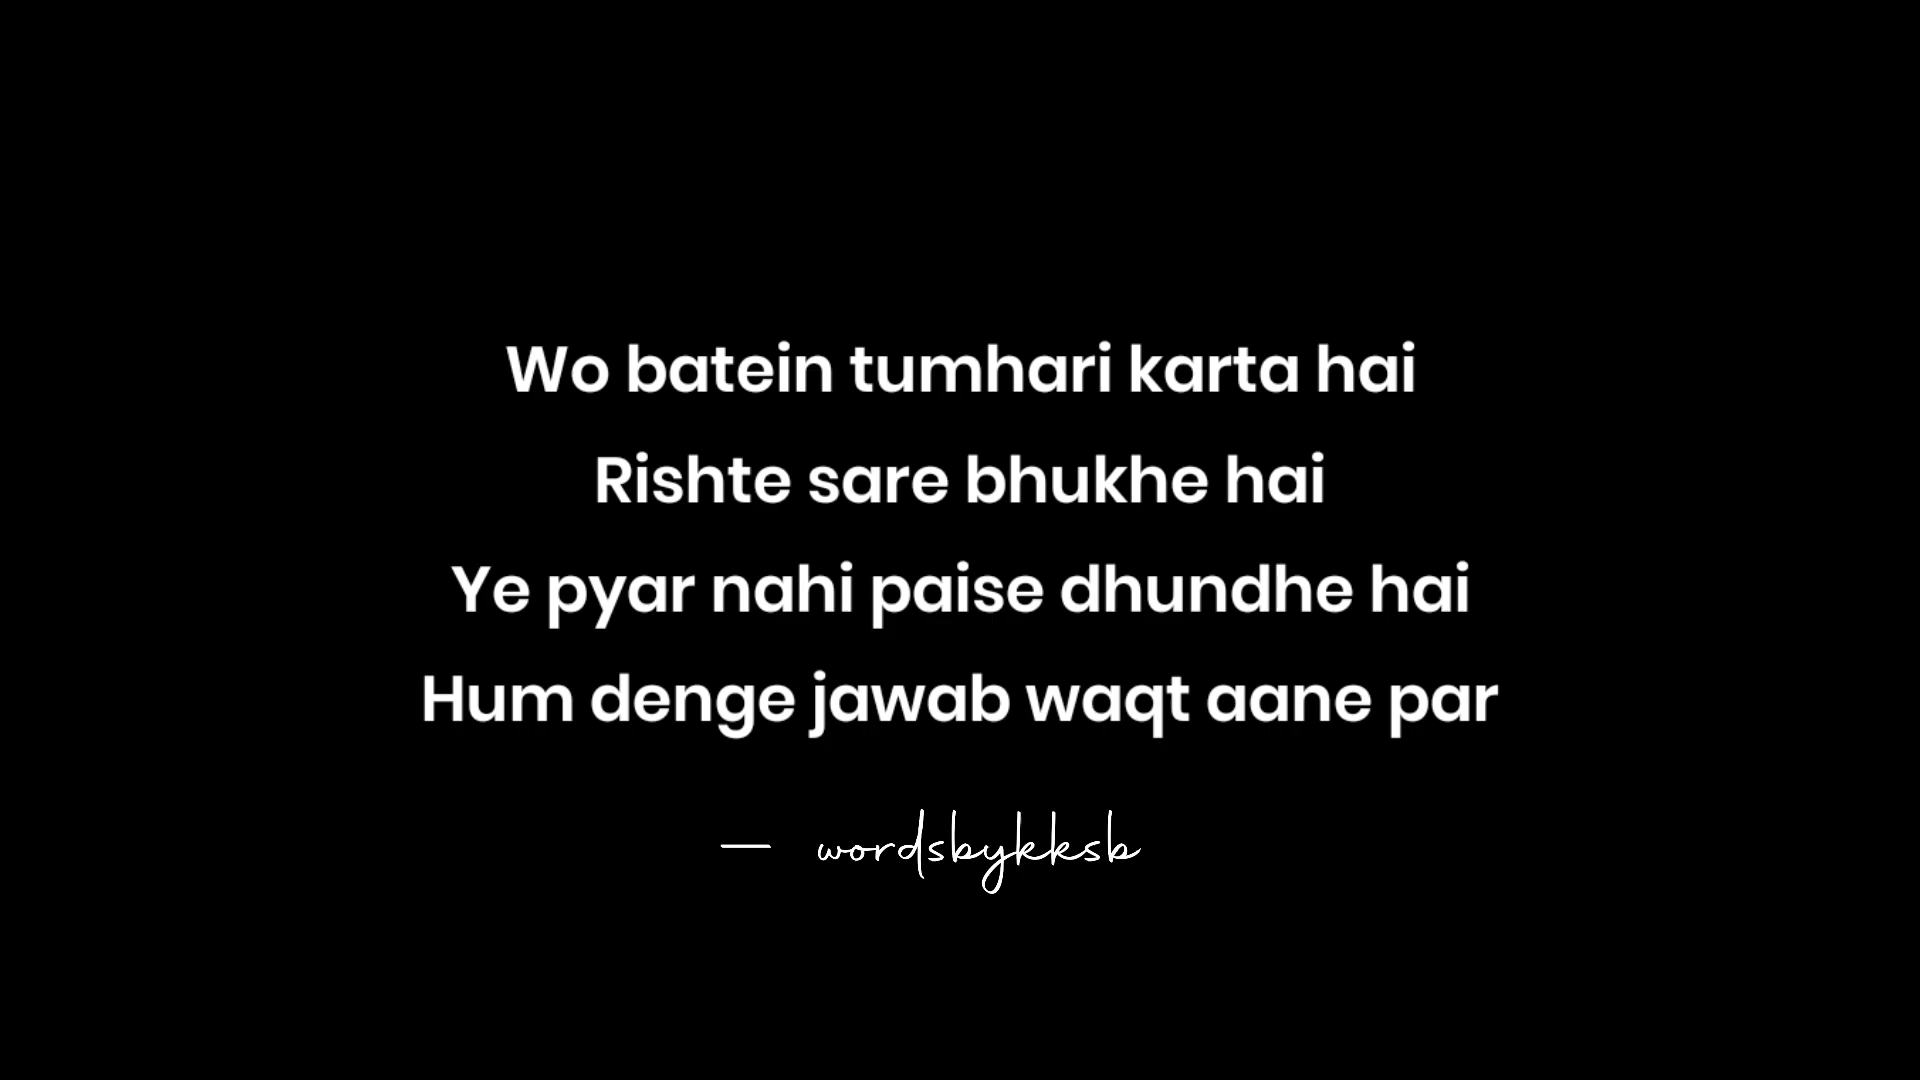 Wo batein tumhari karta hai
Rishte sare bhukhe hai
Ye pyar nahi paise dhundhe hai
Hum denge jawab waqt aane par
— wordsbykksb